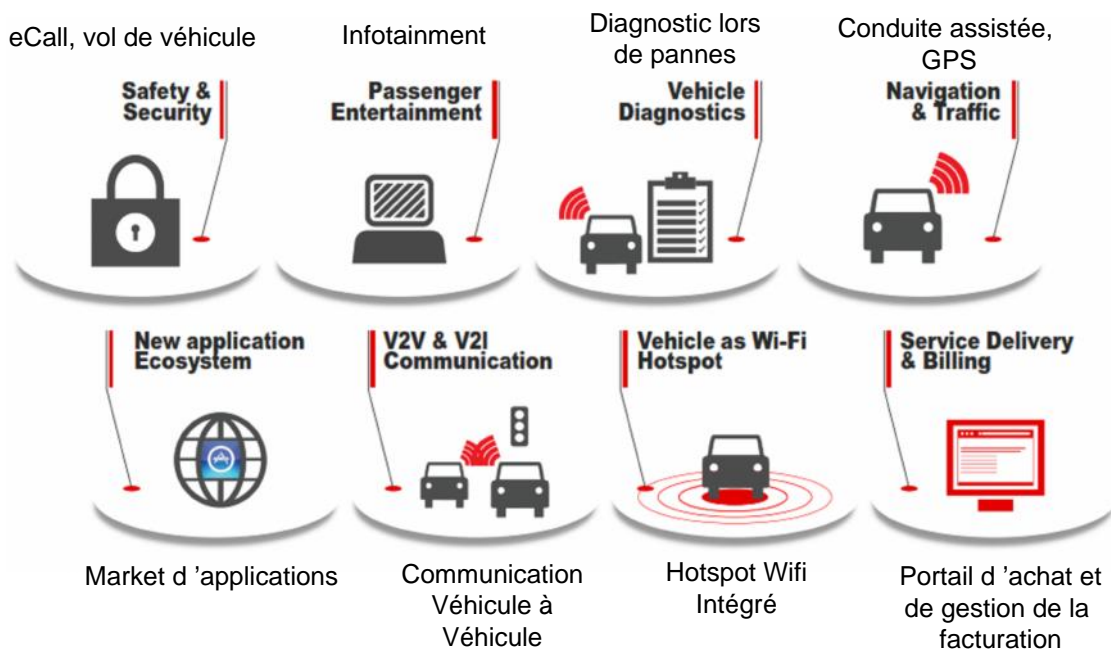 eCall, vol de véhicule
Infotainment
Diagnostic lors
de pannes
Conduite assistée,
GPS
Safety &
Security
Passenger
Entertainment
Vehicle
Diagnostics
Navigation
& Traffic
New application
Ecosystem
V2V & V2I
Communication
Vehicle as Wi-Fi
Hotspot
Service Delivery
& Billing
Market d ’applications
Communication
Véhicule à
Véhicule
Hotspot Wifi
Intégré
Portail d ’achat et
de gestion de la
facturation